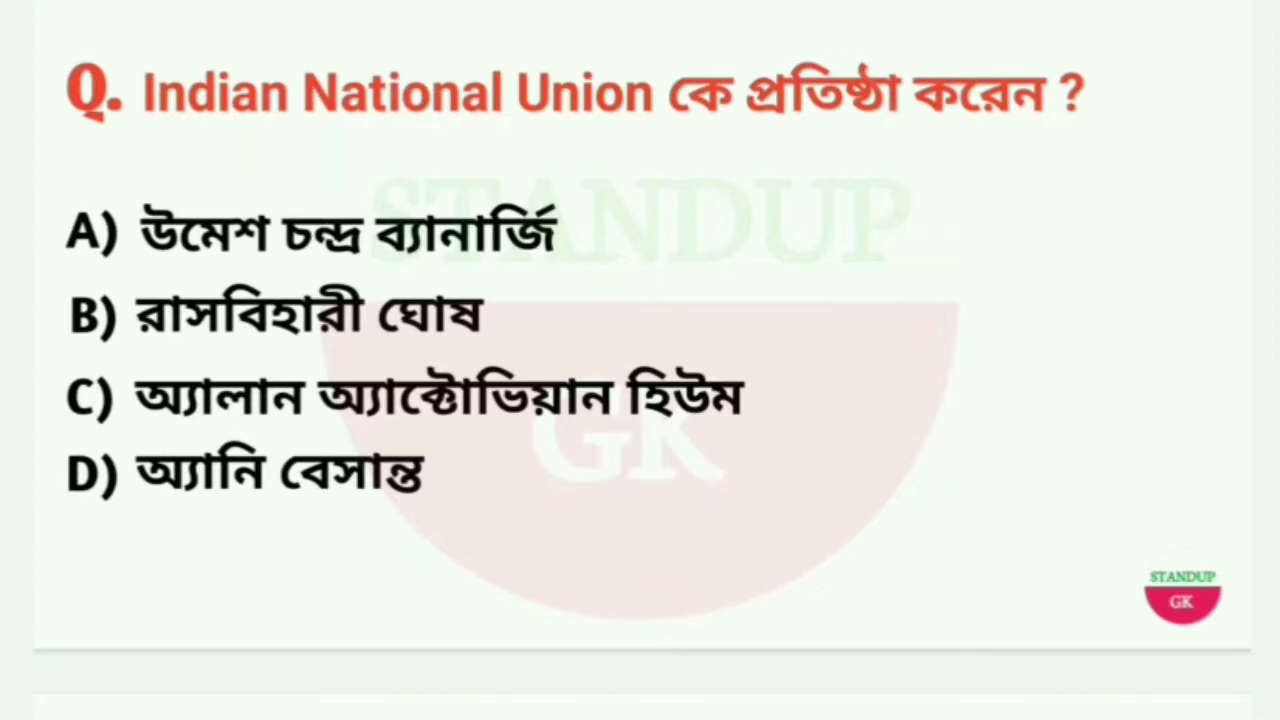 Q. Indian National Union কে প্রতিষ্ঠা করেন ?
STANDUP
A) উমেশ চন্দ্র ব্যানার্জি
B) রাসবিহারী ঘোষ
C) অ্যালান অ্যাক্টোভিয়ান হিউম
GK
D) অ্যানি বেসান্ত
STANDUP
GK